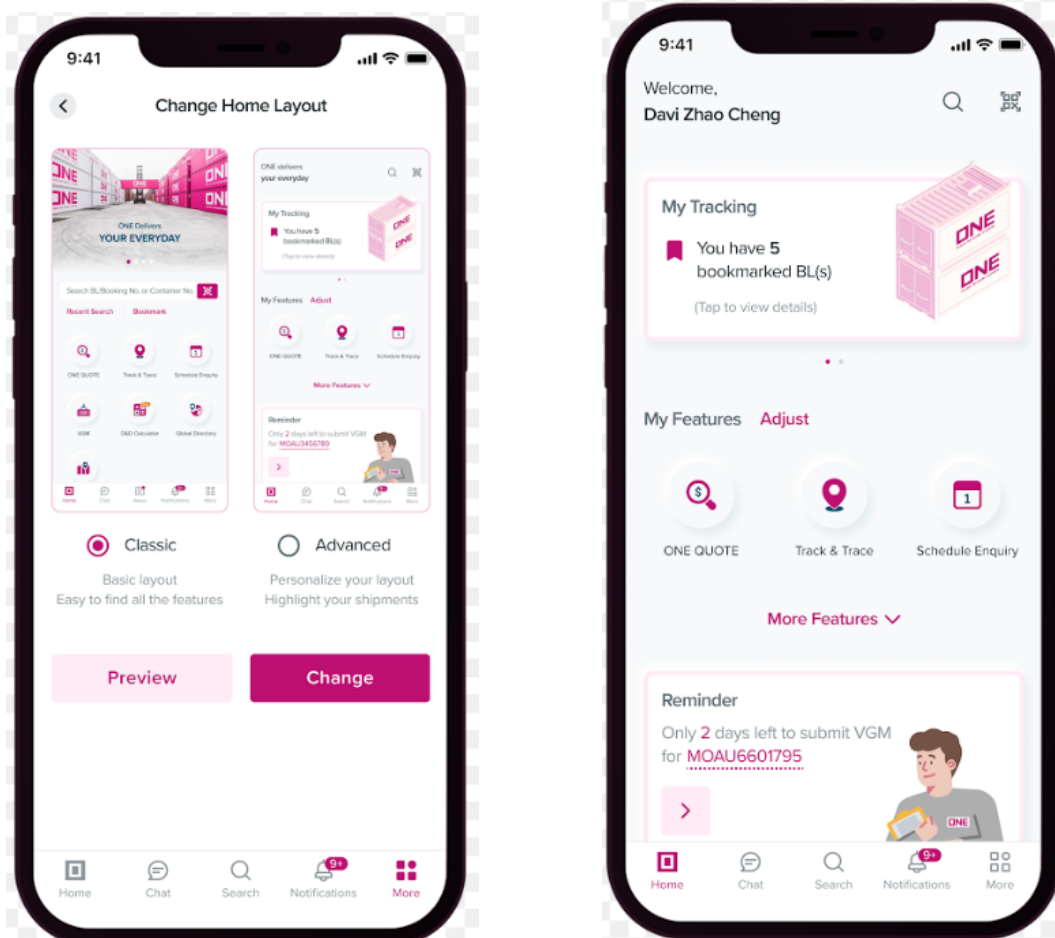 9:41
Change Home Layout
ONE
ONE
ONE
ONE
ONE Delivers
YOUR EVERYDAY
Search BL/Booking No. or Container No.
Recent Search Bookmark
ONE QUOTE Track & Trace Schedule Enquiry
VGM D&D Calculator Global Directory
Home Chat News Notifications More
ONE delivers
your everyday
My Tracking
You have 5
bookmarked BL(s)
(Tap to view details)
ONE
ONE
My Features Adjust
ONE QUOTE Track & Trace Schedule Enquiry
More Features
Reminder
Only 2 days left to submit VGM
for MOAU3456789
Home Chat Search Notifications More
Classic
Basic layout
Easy to find all the features
Advanced
Personalize your layout
Highlight your shipments
Preview
Change
9+
Home Chat Search Notifications More
9:41
Welcome,
Davi Zhao Cheng
My Tracking
You have 5
bookmarked BL(s)
(Tap to view details)
ONE
ONE
My Features Adjust
1
ONE QUOTE Track & Trace Schedule Enquiry
More Features
Reminder
Only 2 days left to submit VGM
for MOAU6601795
ONE
9+
Home Chat Search Notifications More